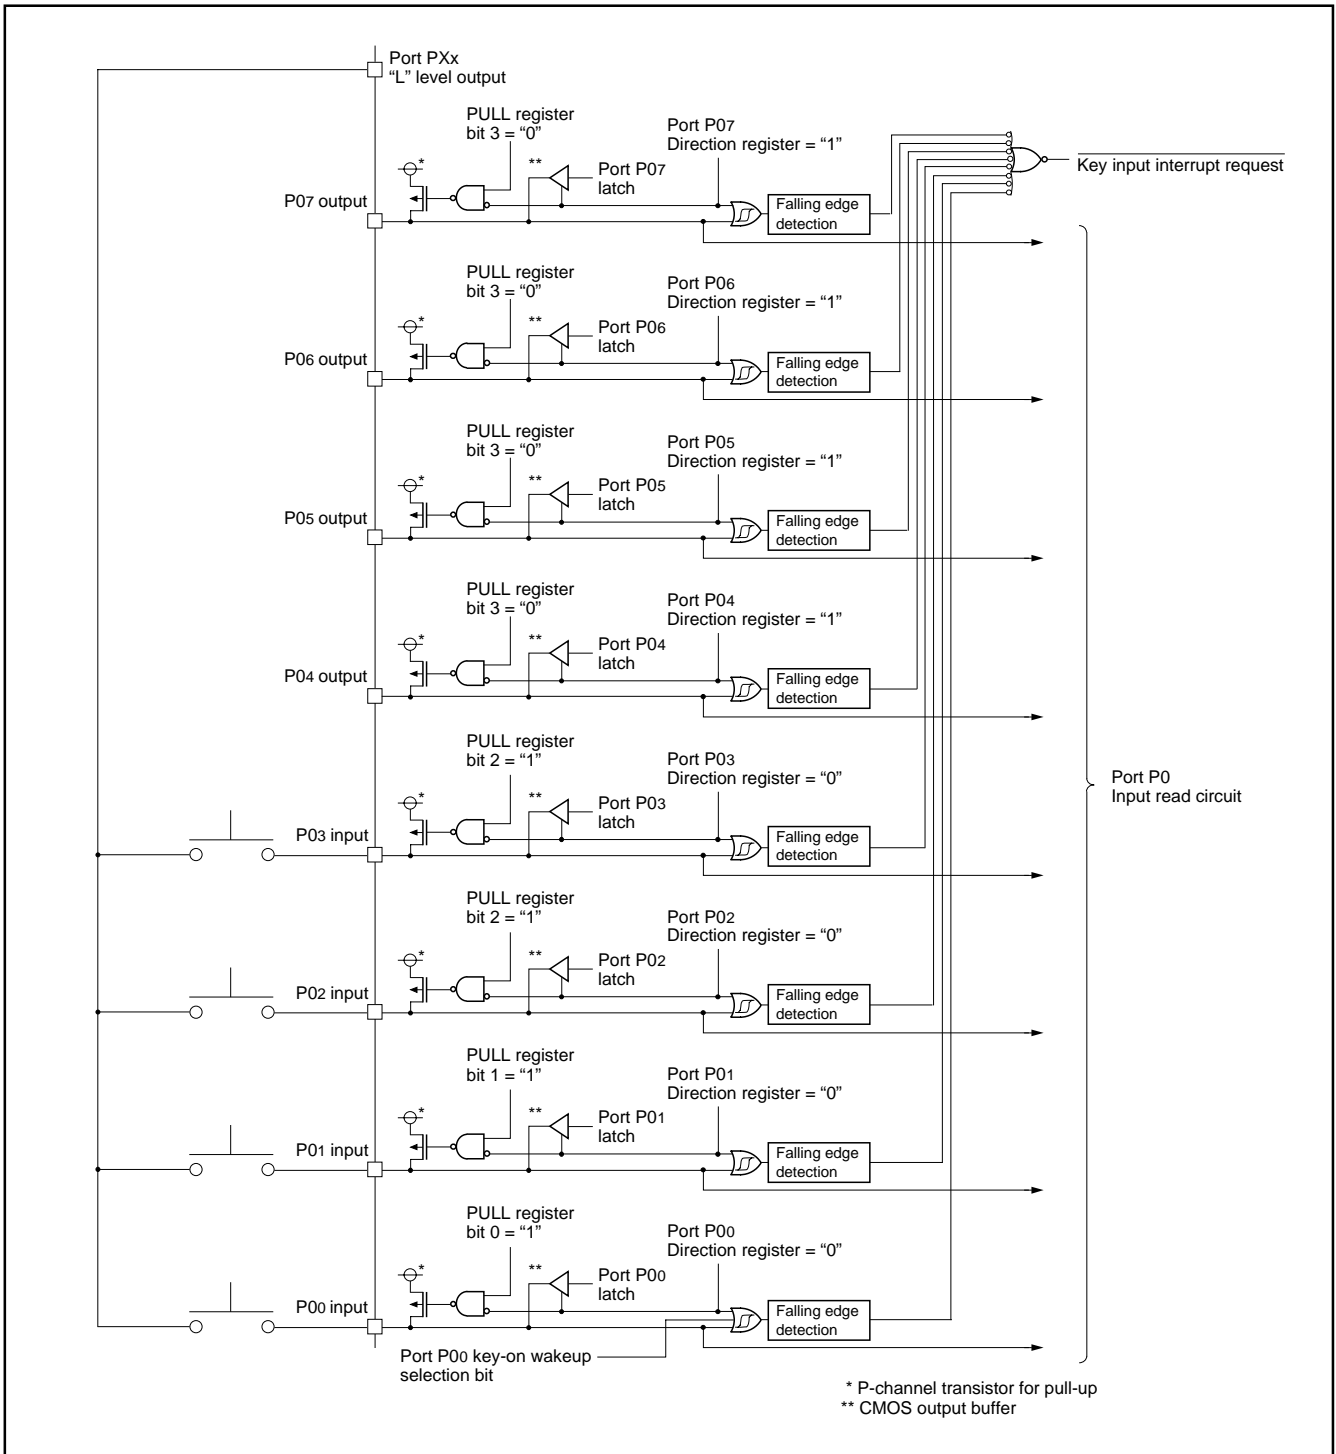 Port PXx
“L” level output
PULL register
bit 3 = “0”
Port P07
Direction register = “1”
*
**
Port P07
latch
Key input interrupt request
P07 output
Falling edge
detection
PULL register
bit 3 = “0”
Port P06
Direction register = “1”
*
**
Port P06
latch
P06 output
Falling edge
detection
PULL register
bit 3 = “0”
Port P05
Direction register = “1”
*
**
Port P05
latch
P05 output
Falling edge
detection
PULL register
bit 3 = “0”
Port P04
Direction register = “1”
*
**
Port P04
latch
P04 output
Falling edge
detection
PULL register
bit 2 = “1”
Port P03
Direction register = “0”
Port P0
Input read circuit
*
**
Port P03
latch
P03 input
Falling edge
detection
PULL register
bit 2 = “1”
Port P02
Direction register = “0”
*
**
Port P02
latch
P02 input
Falling edge
detection
PULL register
bit 1 = “1”
Port P01
Direction register = “0”
*
**
Port P01
latch
P01 input
Falling edge
detection
PULL register
bit 0 = “1”
Port P00
Direction register = “0”
*
**
Port P00
latch
P00 input
Falling edge
detection
Port P00 key-on wakeup
selection bit
* P-channel transistor for pull-up
** CMOS output buffer